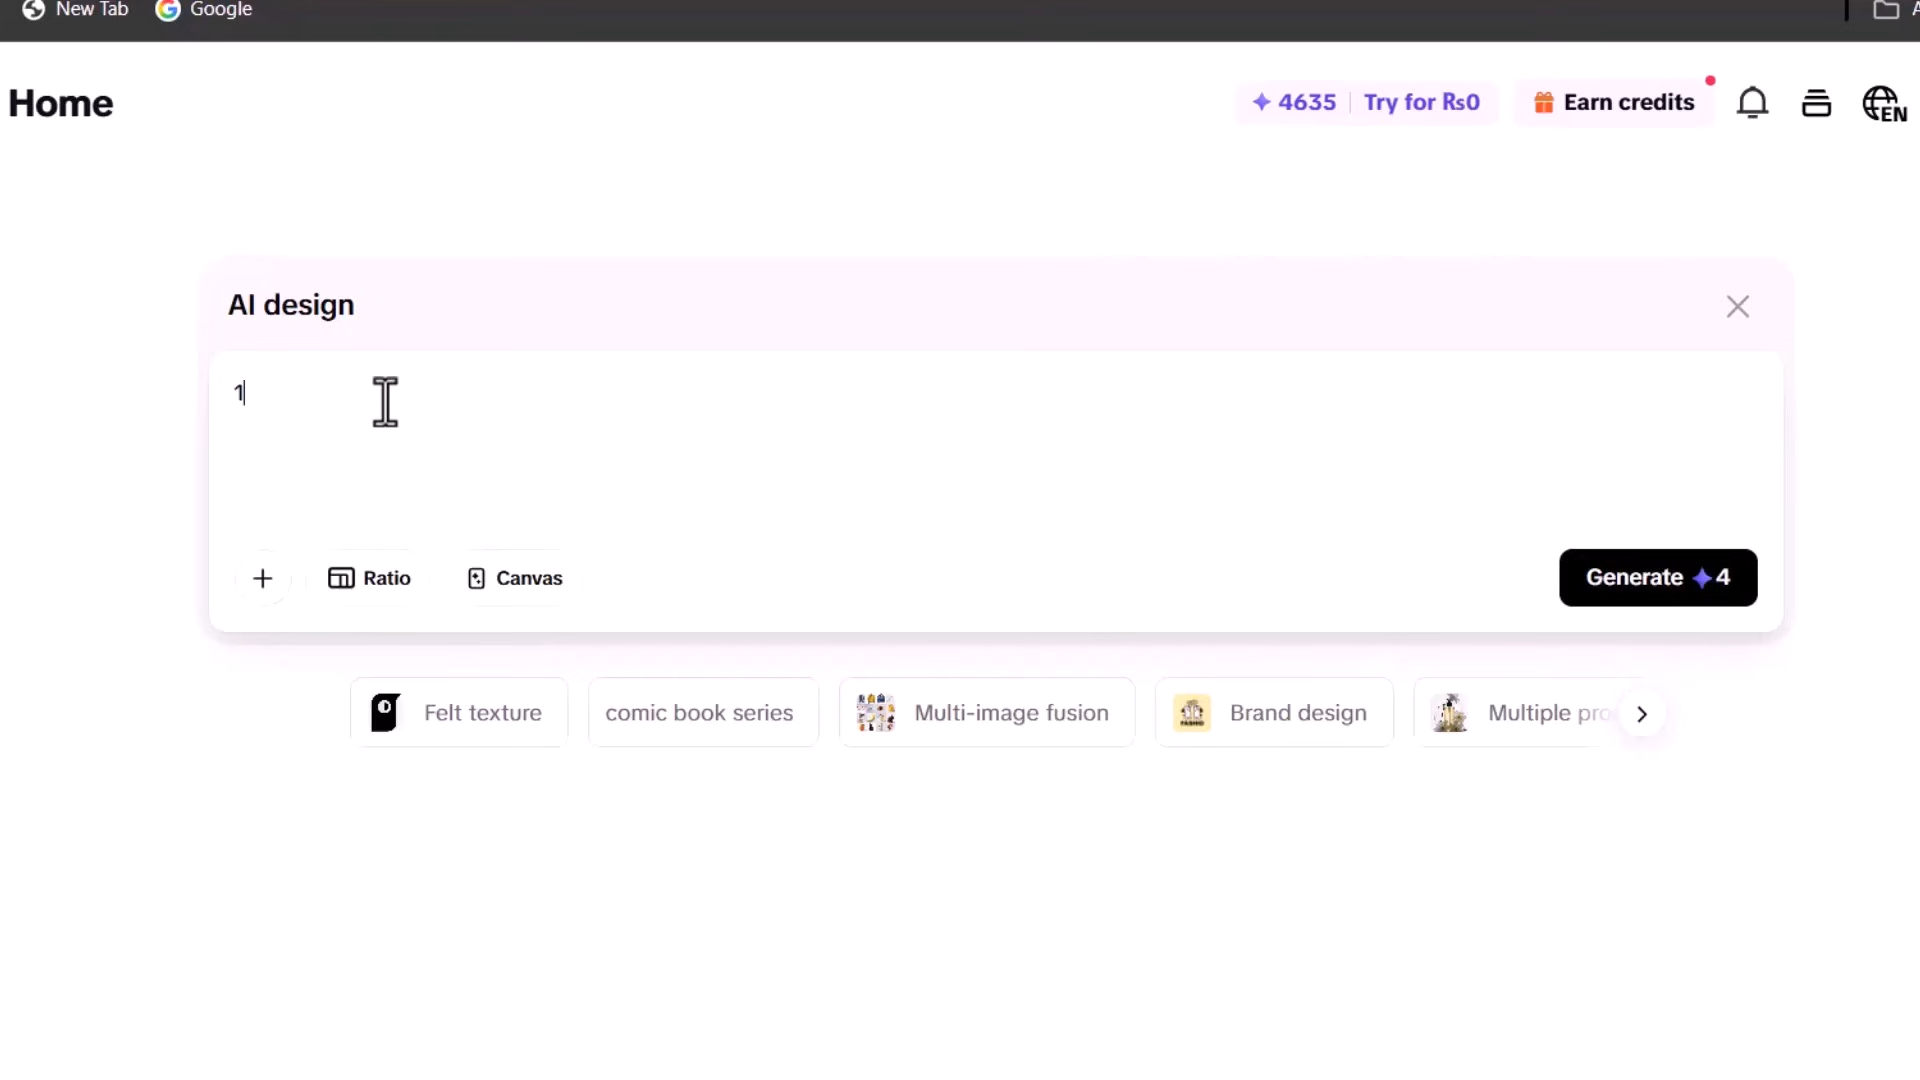 New Tab Google
Home
4635 Try for Rs0 Earn credits EN
AI design
1
Ratio Canvas Generate 4
Felt texture comic book series Multi-image fusion Brand design Multiple